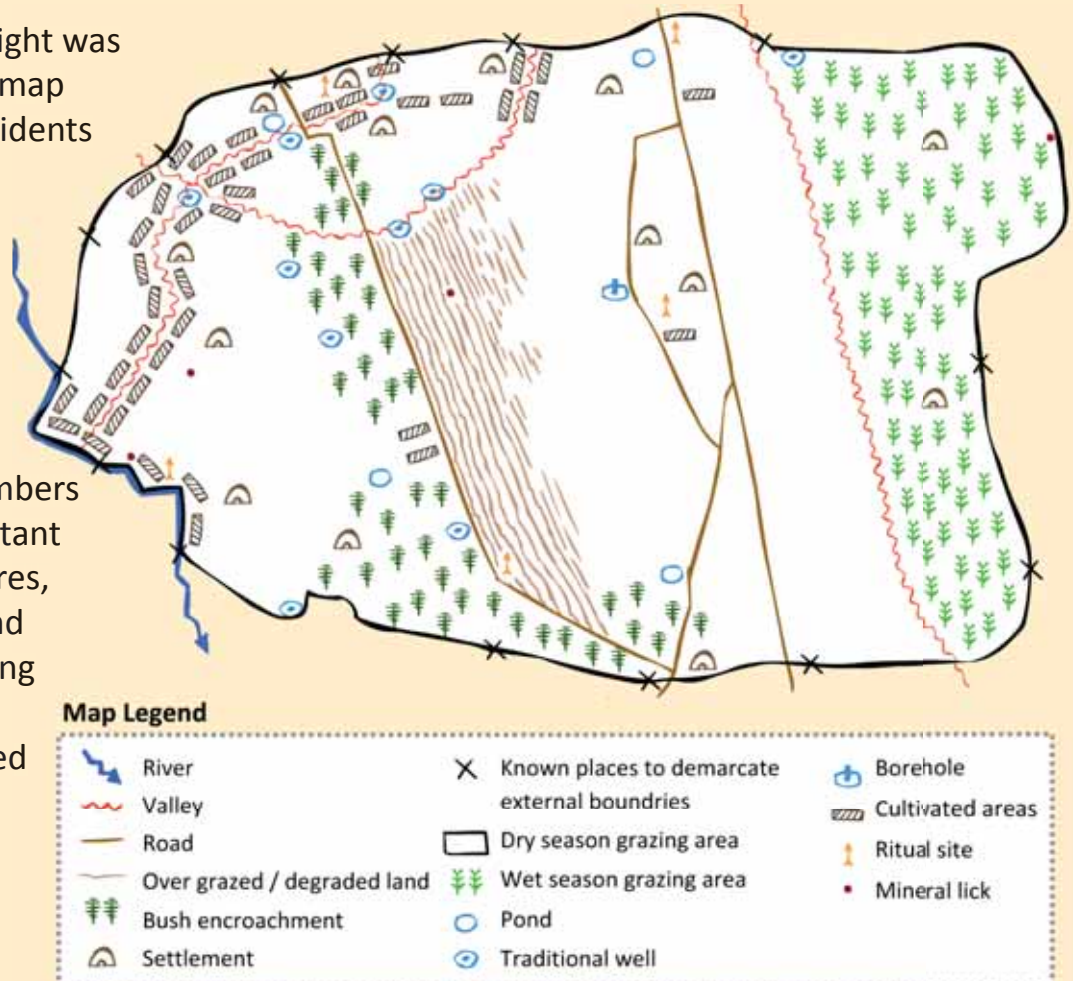 ight was
map
idents
mbers
tant
res,
nd
ing
ed
Map Legend
River
Valley
Road
Over grazed / degraded land
Bush encroachment
Settlement
Known places to demarcate
external boundries
Dry season grazing area
Wet season grazing area
Pond
Traditional well
Borehole
Cultivated areas
Ritual site
Mineral lick